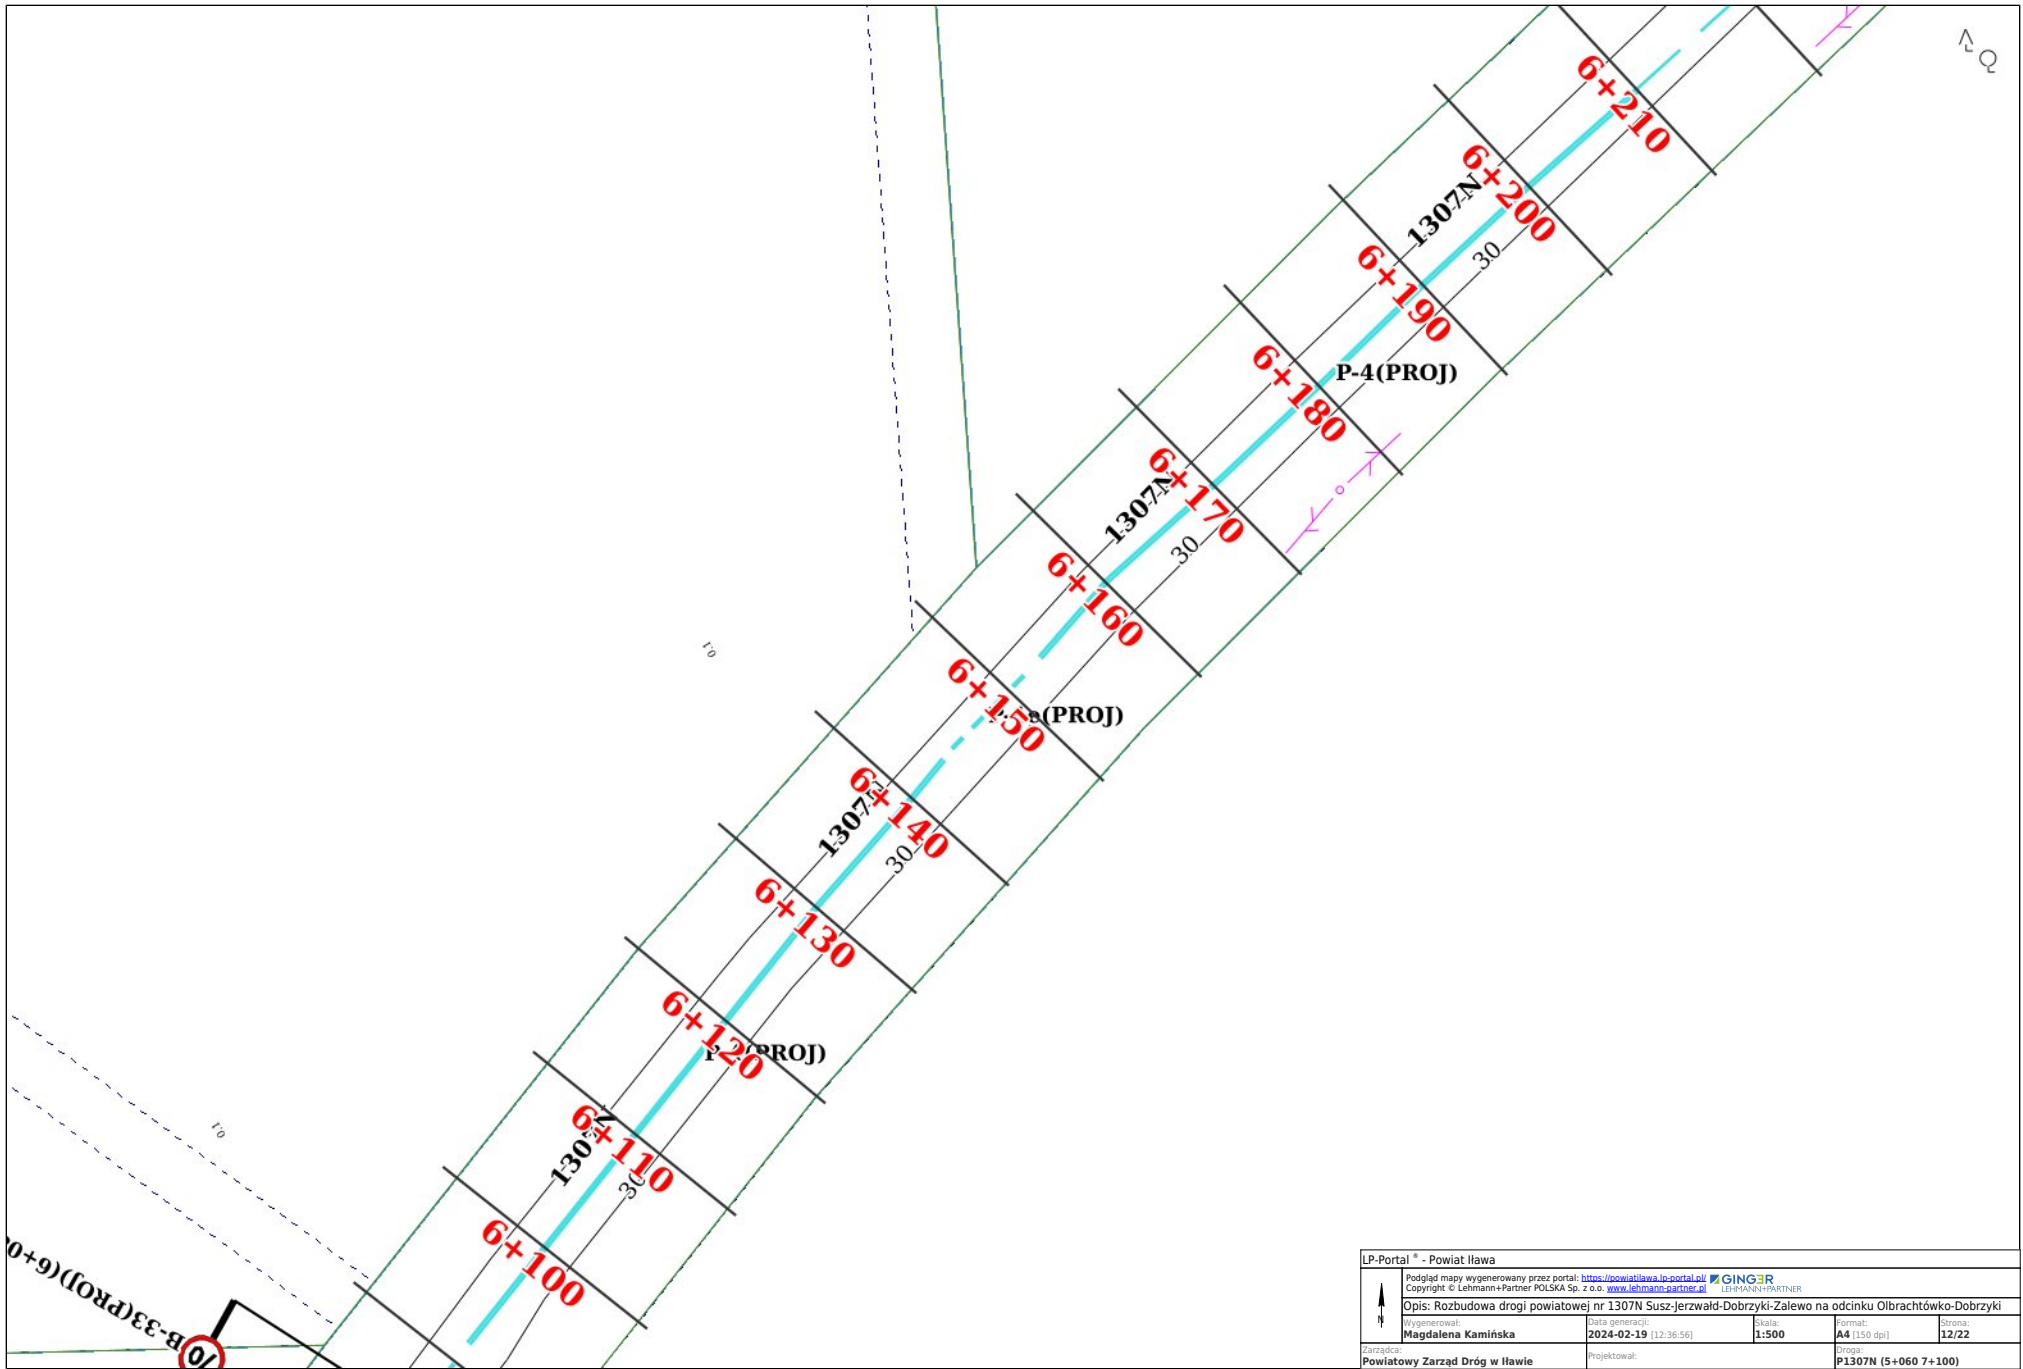 6+210
6+200
1307N
30
6+190
6+180
P-4(PROJ)
6+170
1307N
30
6+160
0.1
6+150
(PROJ)
6+140
1307
30
6+130
6+120
(PROJ)
0.1
6+110
30
6+100
B-33(PROJ)(6+0
LP-Portal ® - Powiat Iława
Podgląd mapy wygenerowany przez portal: https://powiatilawa.lp-portal.pl/
Copyright © Lehmann+Partner POLSKA Sp. z o.o. www.lehmann-partner.pl
GINGER
LEHMANN+PARTNER
N
Opis: Rozbudowa drogi powiatowej nr 1307N Susz-Jerzwałd-Dobrzyki-Zalewo na odcinku Olbrachtówko-Dobrzyki
Wygenerował:
Magdalena Kamińska
Data generacji:
2024-02-19 [12:36:56]
Skala:
1:500
Format:
A4 [150 dpi]
Strona:
12/22
Zarządca:
Powiatowy Zarząd Dróg w Iławie
Projektował:
Droga:
P1307N (5+060 7+100)